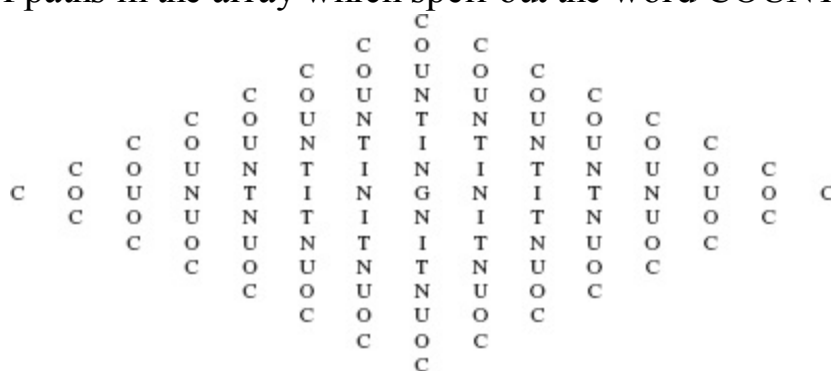 paths in the array which spell out the word
C
C O C
C O U O C
C O U N U O C
C O U N T N U O C
C O U N T I T N U O C
C O U N T I N I T N U O C
C O U N T I N G N I T N U O C
C O U N T I N I T N U O C
C O U N T I T N U O C
C O U N T N U O C
C O U N U O C
C O U O C
C O C
C